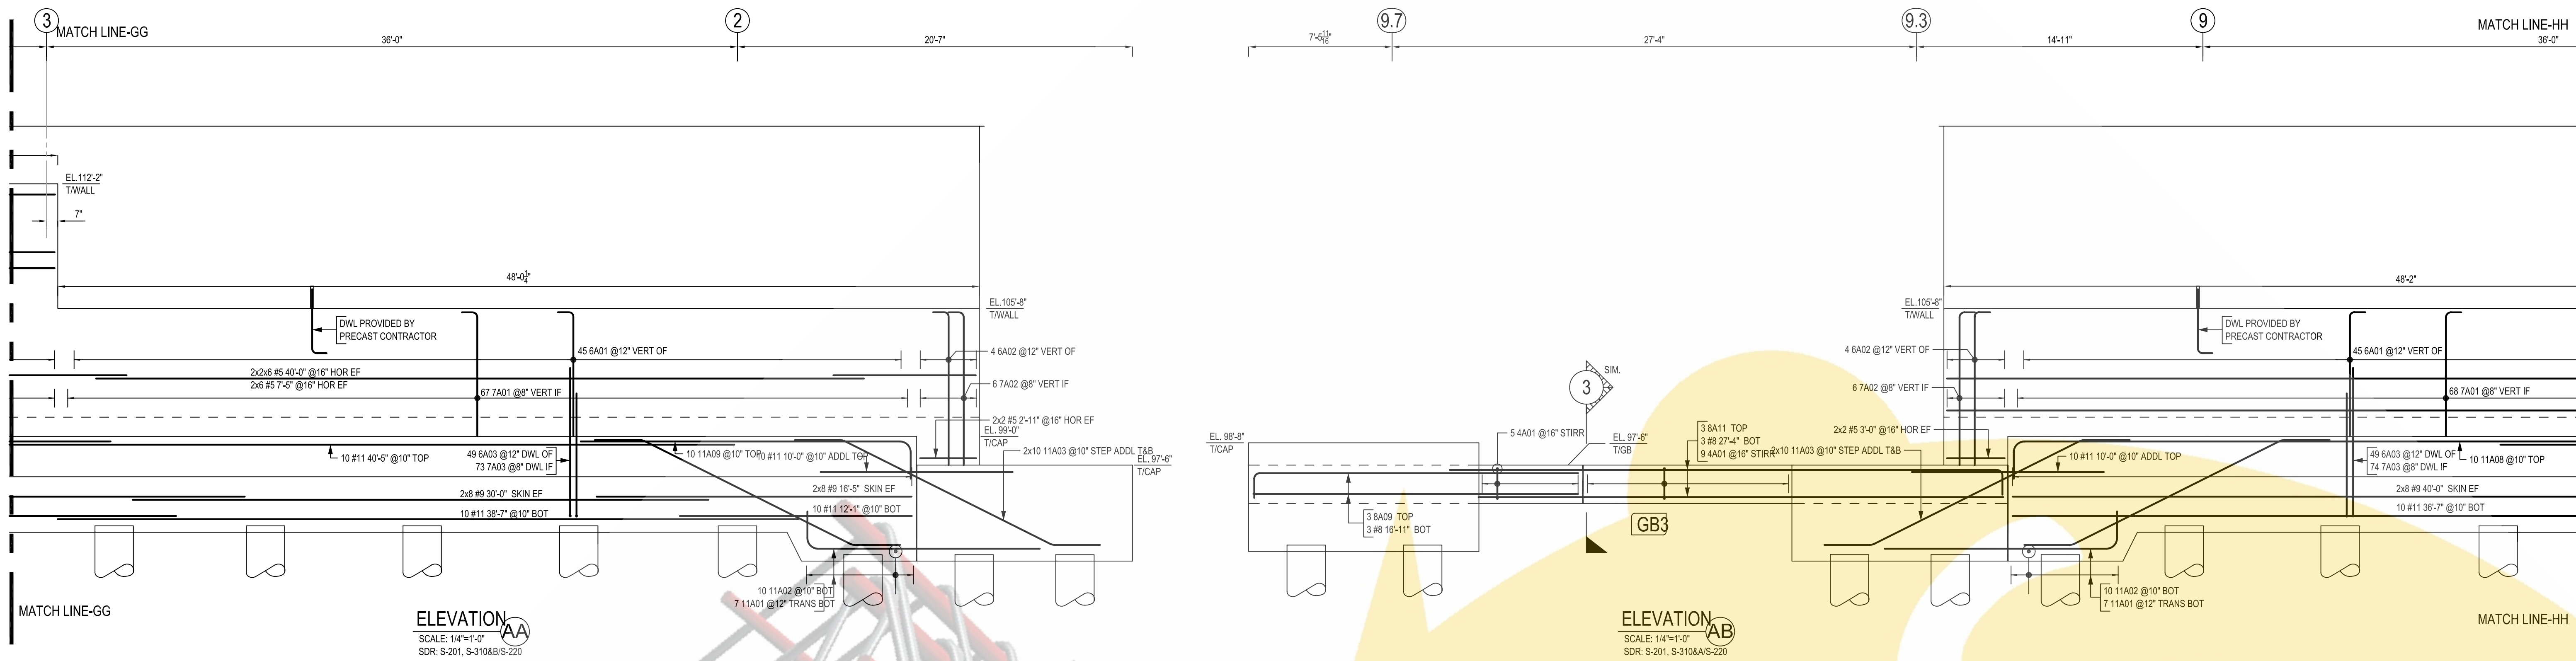 3
MATCH LINE-GG
36'-0"
2
20'-7"
EL.112'-2"
T/WALL
7"
48'-0 1/4"
EL.105'-8"
T/WALL
DWL PROVIDED BY
PRECAST CONTRACTOR
45 6A01 @12" VERT OF
4 6A02 @12" VERT OF
2x2x6 #5 40'-0" @16" HOR EF
2x6 #5 7'-5" @16" HOR EF
67 7A01 @8" VERT IF
6 7A02 @8" VERT IF
2x2 #5 2'-11" @16" HOR EF
EL. 99'-0"
T/CAP
10 #11 40'-5" @10" TOP
49 6A03 @12" DWL OF
73 7A03 @8" DWL IF
10 11A09 @10" TOP
10 #11 10'-0" @10" ADDL TOP
2x10 11A03 @10" STEP ADDL T&B
EL. 97'-6"
T/CAP
2x8 #9 30'-0" SKIN EF
2x8 #9 16'-5" SKIN EF
10 #11 38'-7" @10" BOT
10 #11 12'-1" @10" BOT
10 11A02 @10" BOT
7 11A01 @12" TRANS BOT
MATCH LINE-GG
ELEVATION
AA
SCALE: 1/4"=1'-0"
SDR: S-201, S-310&B/S-220
9.7
9.3
9
MATCH LINE-HH
7'-5 11/16"
27'-4"
14'-11"
36'-0"
48'-2"
EL.105'-8"
T/WALL
DWL PROVIDED BY
PRECAST CONTRACTOR
4 6A02 @12" VERT OF
45 6A01 @12" VERT OF
3
SIM.
6 7A02 @8" VERT IF
68 7A01 @8" VERT IF
2x2 #5 3'-0" @16" HOR EF
EL. 98'-8"
T/CAP
5 4A01 @16" STIRR
EL. 97'-6"
T/GB
3 8A11 TOP
3 #8 27'-4" BOT
9 4A01 @16" STIRR
2x10 11A03 @10" STEP ADDL T&B
10 #11 10'-0" @10" ADDL TOP
49 6A03 @12" DWL OF
74 7A03 @8" DWL IF
10 11A08 @10" TOP
2x8 #9 40'-0" SKIN EF
10 #11 36'-7" @10" BOT
3 8A09 TOP
3 #8 16'-11" BOT
GB3
10 11A02 @10" BOT
7 11A01 @12" TRANS BOT
ELEVATION
AB
SCALE: 1/4"=1'-0"
SDR: S-201, S-310&A/S-220
MATCH LINE-HH